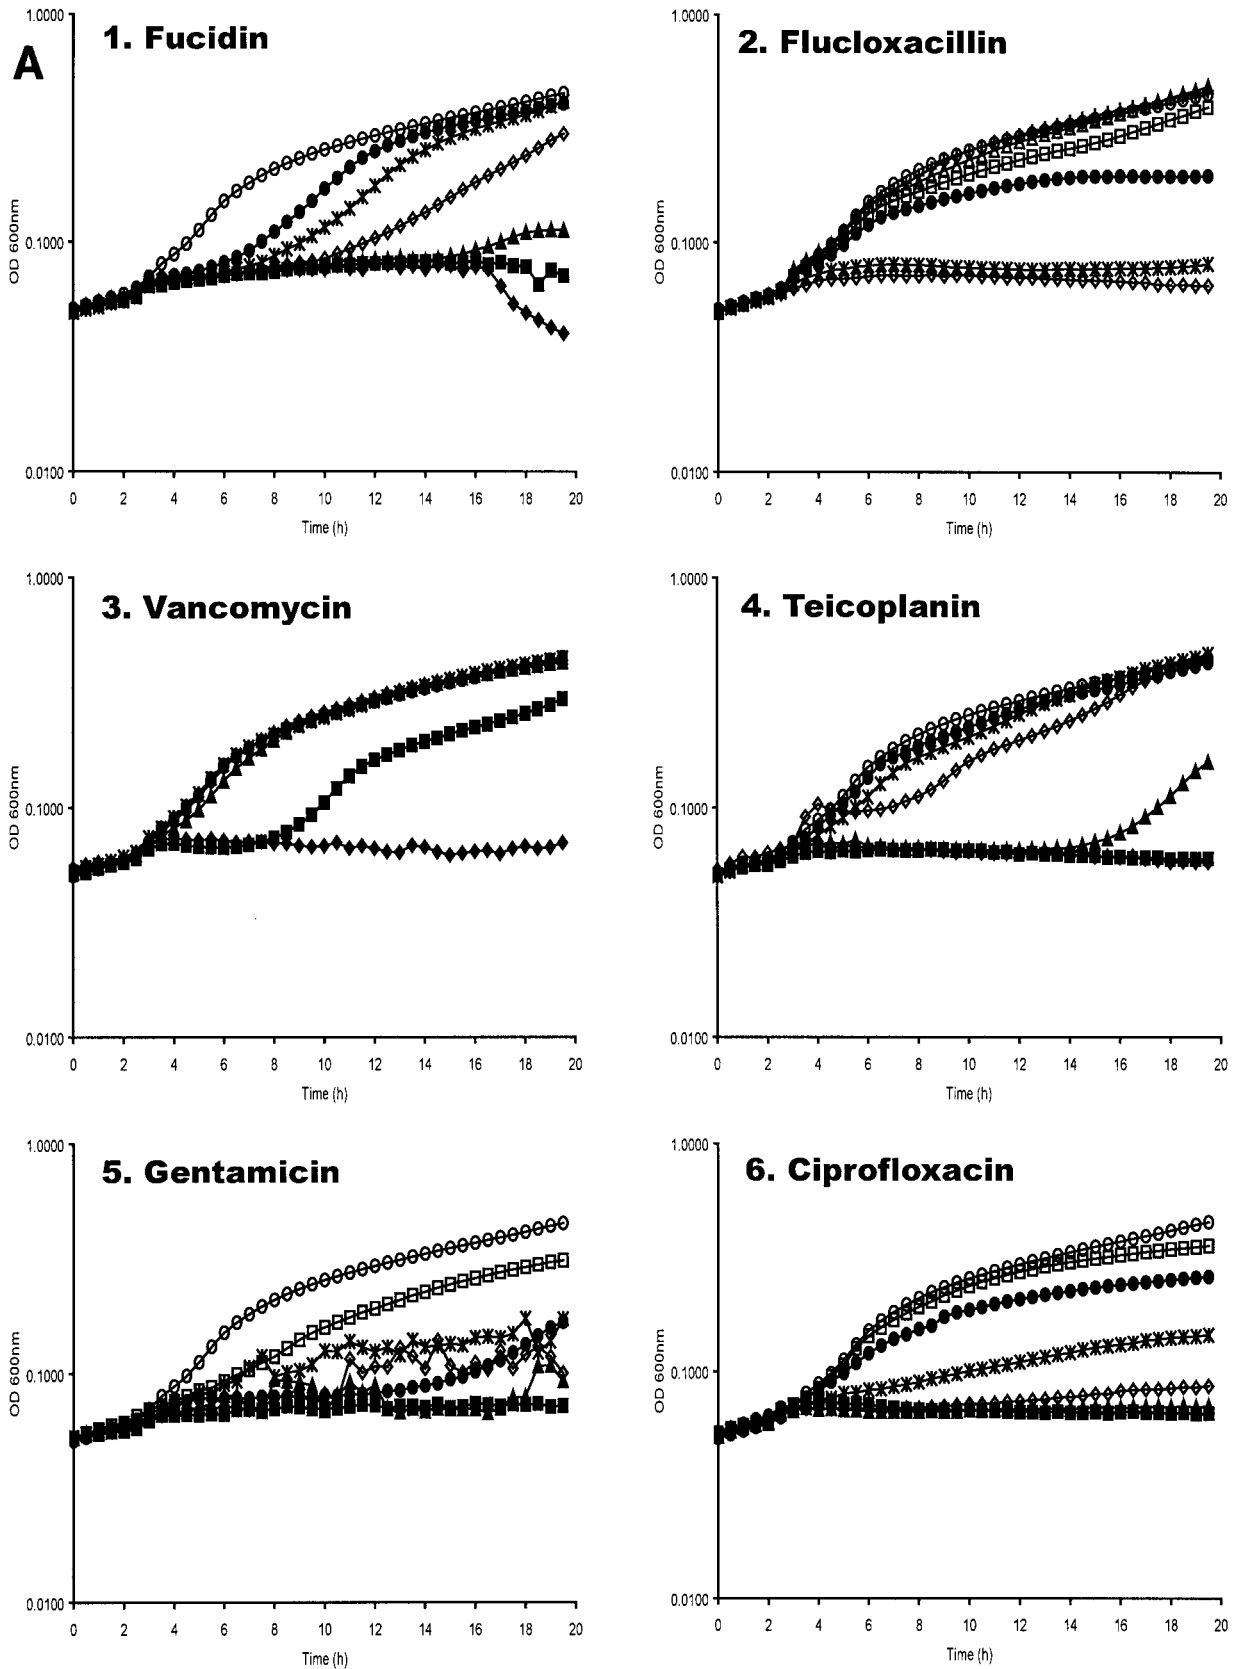 A
1. Fucidin
1.0000
0.1000
0.0100
OD 600nm
0 2 4 6 8 10 12 14 16 18 20
Time (h)
2. Flucloxacillin
1.0000
0.1000
0.0100
OD 600nm
0 2 4 6 8 10 12 14 16 18 20
Time (h)
3. Vancomycin
1.0000
0.1000
0.0100
OD 600nm
0 2 4 6 8 10 12 14 16 18 20
Time (h)
4. Teicoplanin
1.0000
0.1000
0.0100
OD 600nm
0 2 4 6 8 10 12 14 16 18 20
Time (h)
5. Gentamicin
1.0000
0.1000
0.0100
OD 600nm
0 2 4 6 8 10 12 14 16 18 20
Time (h)
6. Ciprofloxacin
1.0000
0.1000
0.0100
OD 600nm
0 2 4 6 8 10 12 14 16 18 20
Time (h)